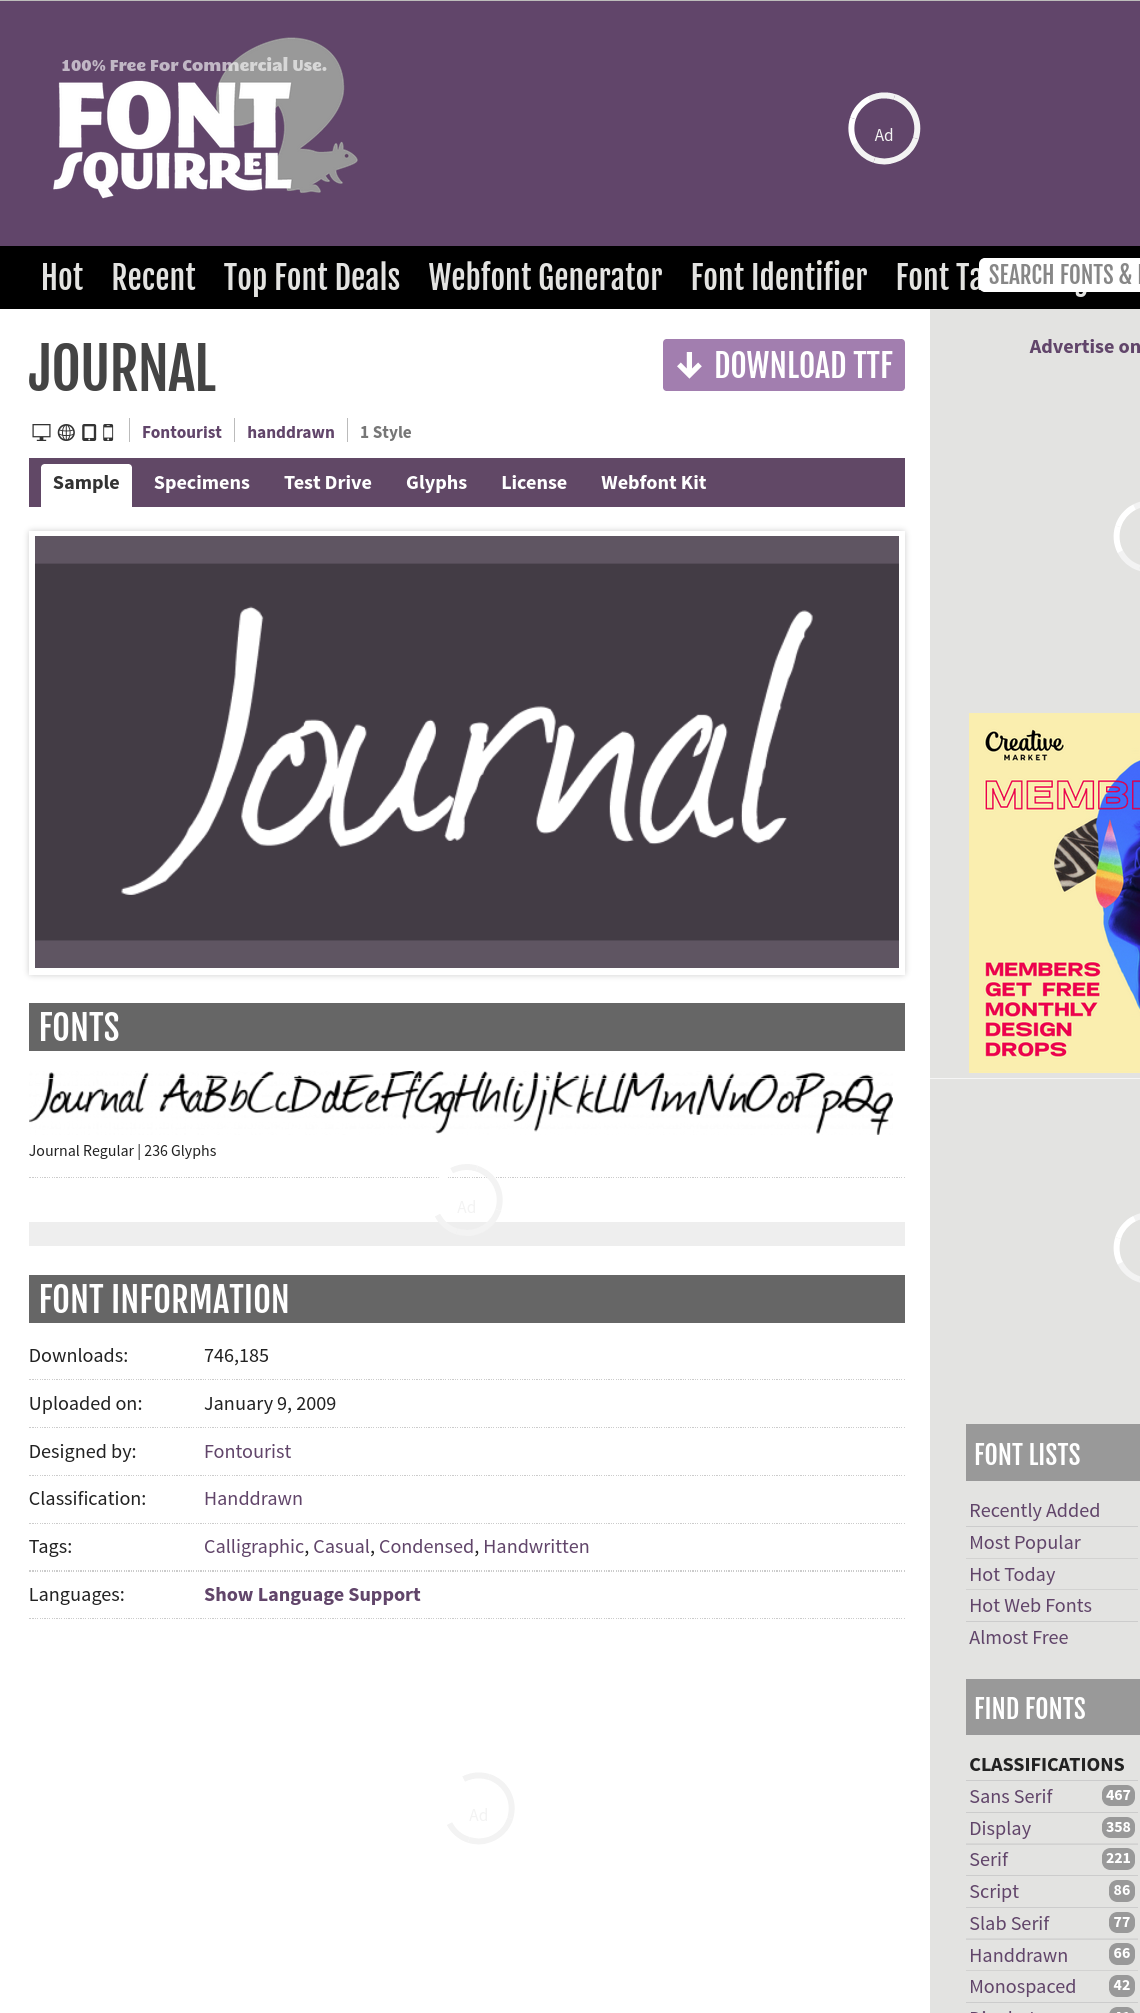 100% Free For Commercial Use.
FONT
SQUIRREL
Ad
Hot Recent Top Font Deals Webfont Generator Font Identifier Font SEARCH FONTS &
JOURNAL
DOWNLOAD TTF
Advertise on
Fontourist handdrawn 1 Style
Sample Specimens Test Drive Glyphs License Webfont Kit
Journal
Creative
MARKET
MEMB
MEMBERS
GET FREE
MONTHLY
DESIGN
DROPS
FONTS
Journal AaBbCcDdEeFfGgHhIiJjKkLlMmNnOoPpQq
Journal Regular | 236 Glyphs
Ad
FONT INFORMATION
Downloads: 746,185
Uploaded on: January 9, 2009
Designed by: Fontourist
Classification: Handdrawn
Tags: Calligraphic, Casual, Condensed, Handwritten
Languages: Show Language Support
Ad
FONT LISTS
Recently Added
Most Popular
Hot Today
Hot Web Fonts
Almost Free
FIND FONTS
CLASSIFICATIONS
Sans Serif 467
Display 358
Serif 221
Script 86
Slab Serif 77
Handdrawn 66
Monospaced 42